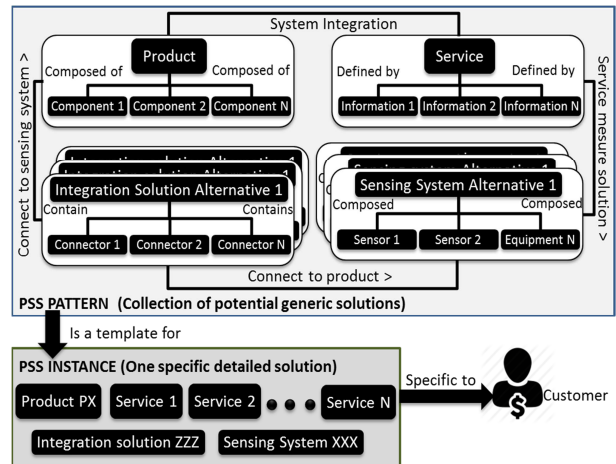 System Integration
Connect to sensing system >
Product
Composed of
Composed of
Component 1
Component 2
Component N
Service
Defined by
Defined by
Information 1
Information 2
Information N
Service mesure solution >
Integration Solution Alternative 1
Contain
Contains
Connector 1
Connector 2
Connector N
Sensing System Alternative 1
Composed
Composed
Sensor 1
Sensor 2
Equipment N
Connect to product >
PSS PATTERN (Collection of potential generic solutions)
Is a template for
PSS INSTANCE (One specific detailed solution)
Product PX
Service 1
Service 2
Service N
Integration solution ZZZ
Sensing System XXX
Specific to
Customer